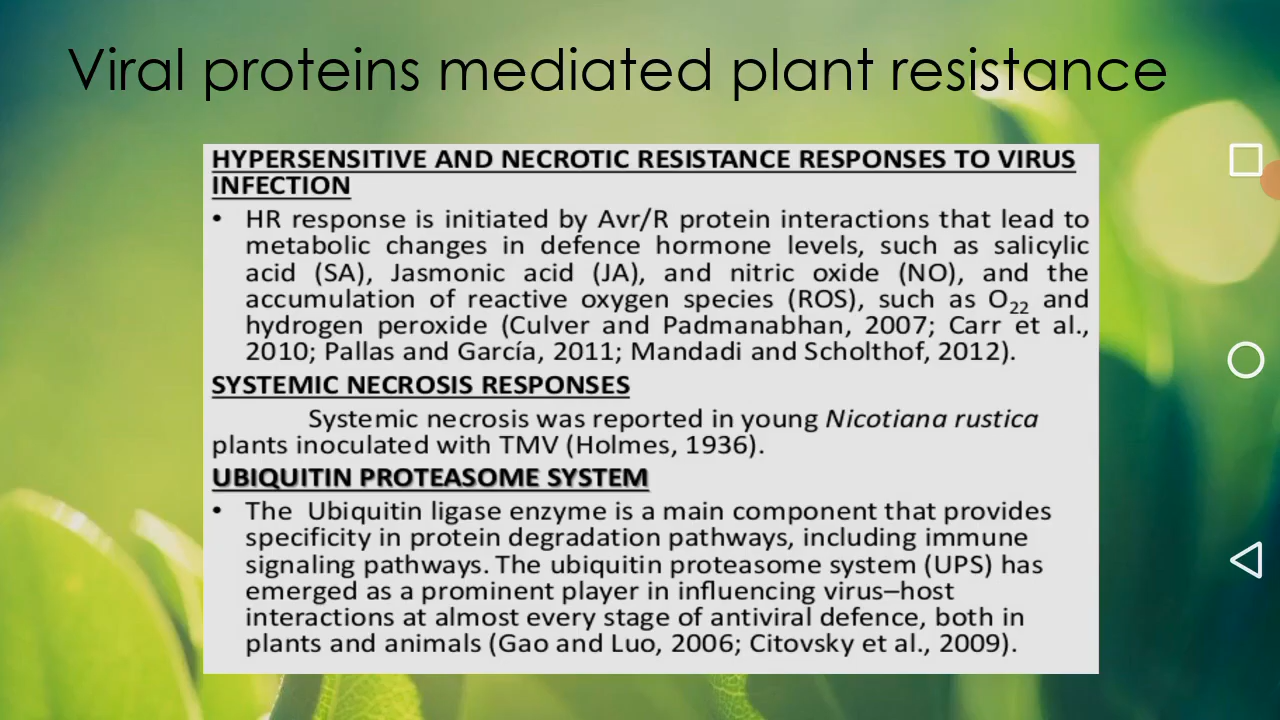 Viral proteins mediated plant resistance
HYPERSENSITIVE AND NECROTIC RESISTANCE RESPONSES TO VIRUS
INFECTION
• HR response is initiated by Avr/R protein interactions that lead to
metabolic changes in defence hormone levels, such as salicylic
acid (SA), Jasmonic acid (JA), and nitric oxide (NO), and the
accumulation of reactive oxygen species (ROS), such as O₂₂ and
hydrogen peroxide (Culver and Padmanabhan, 2007; Carr et al.,
2010; Pallas and García, 2011; Mandadi and Scholthof, 2012).
SYSTEMIC NECROSIS RESPONSES
Systemic necrosis was reported in young Nicotiana rustica
plants inoculated with TMV (Holmes, 1936).
UBIQUITIN PROTEASOME SYSTEM
• The Ubiquitin ligase enzyme is a main component that provides
specificity in protein degradation pathways, including immune
signaling pathways. The ubiquitin proteasome system (UPS) has
emerged as a prominent player in influencing virus–host
interactions at almost every stage of antiviral defence, both in
plants and animals (Gao and Luo, 2006; Citovsky et al., 2009).